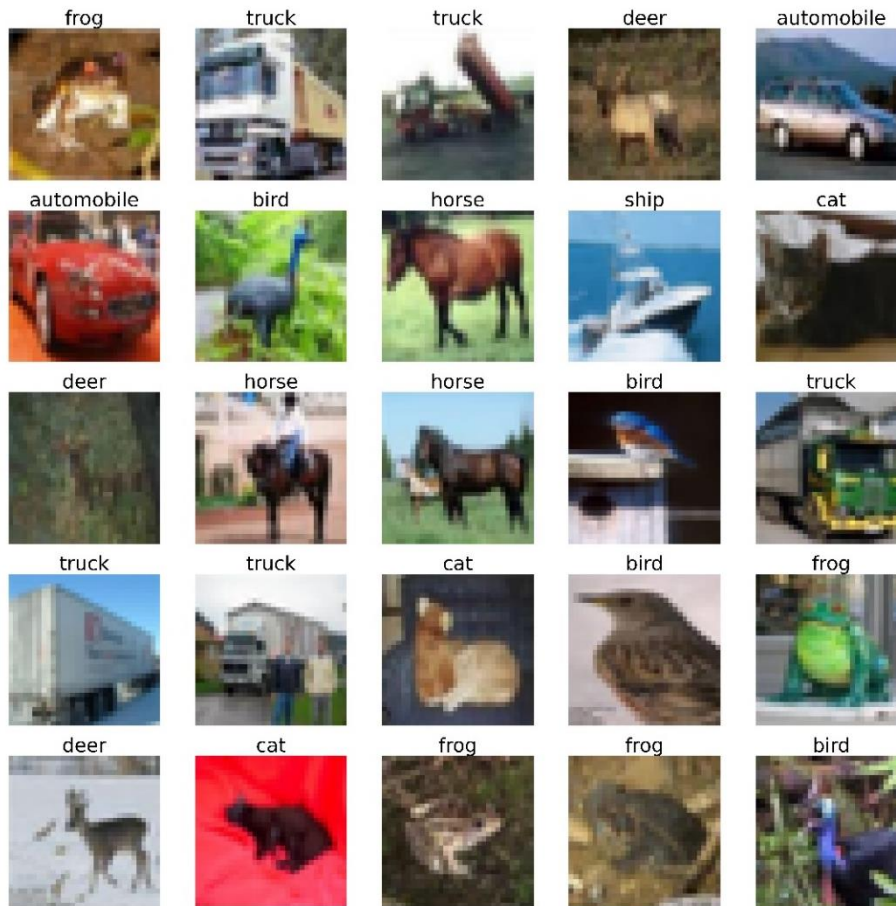 frog truck truck deer automobile
automobile bird horse ship cat
deer horse horse bird truck
truck truck cat bird frog
deer cat frog frog bird